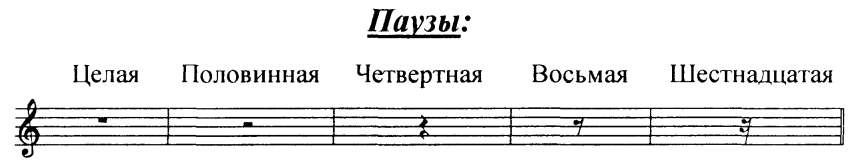 Паузы:
Целая Половинная Четвертная Восьмая Шестнадцатая